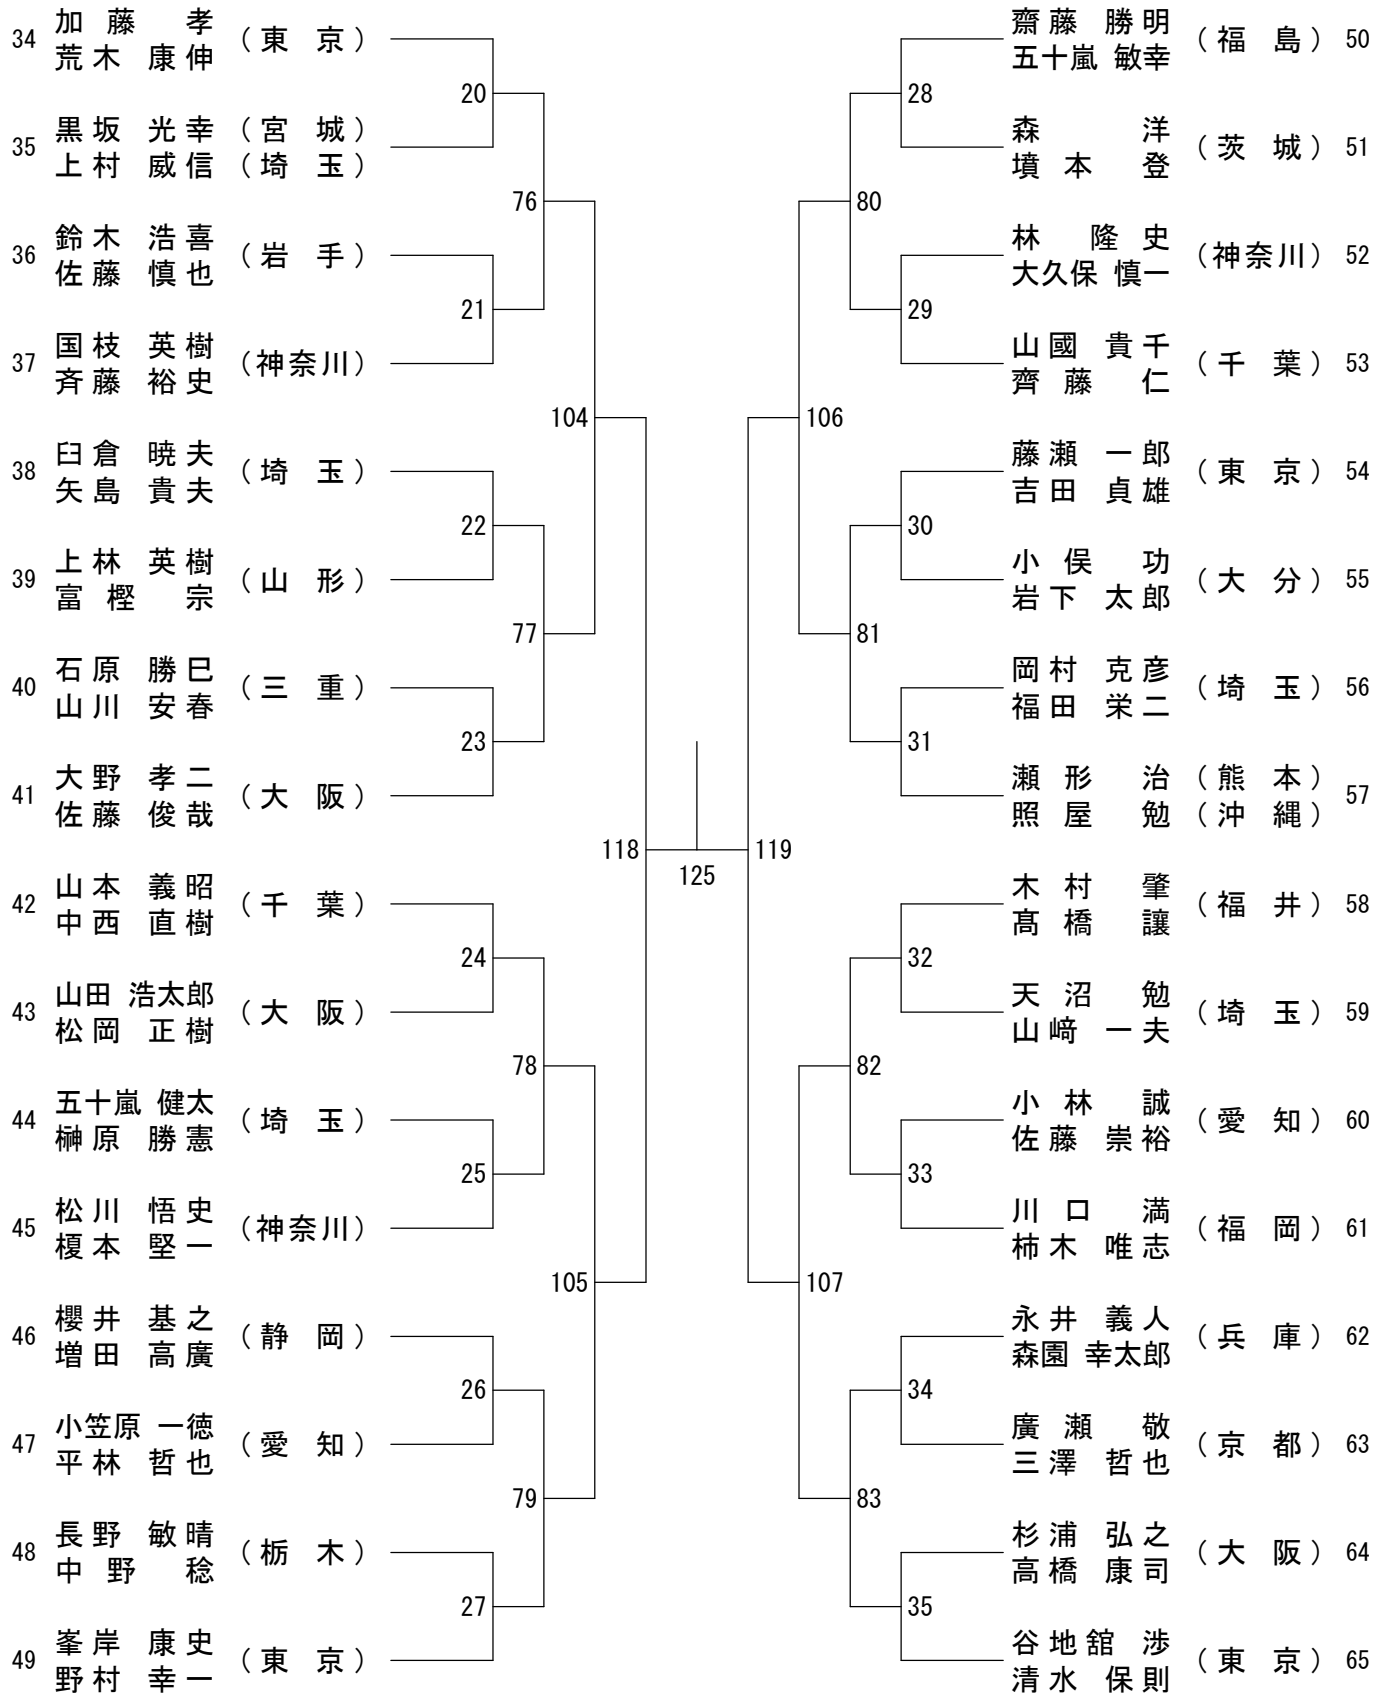 34 加藤 孝 (東京)
荒木 康伸
20
35 黒坂 光幸 (宮城)
上村 威信 (埼玉)
76
36 鈴木 浩喜 (岩手)
佐藤 慎也
21
37 国枝 英樹 (神奈川)
斉藤 裕史
104
38 臼倉 暁夫 (埼玉)
矢島 貴夫
22
39 上林 英樹 (山形)
富樫 宗
77
40 石原 勝巳 (三重)
山川 安春
23
41 大野 孝二 (大阪)
佐藤 俊哉
118
42 山本 義昭 (千葉)
中西 直樹
24
43 山田 浩太郎 (大阪)
松岡 正樹
78
44 五十嵐 健太 (埼玉)
榊原 勝憲
25
45 松川 悟史 (神奈川)
榎本 堅一
105
46 櫻井 基之 (静岡)
増田 高廣
26
47 小笠原 一徳 (愛知)
平林 哲也
79
48 長野 敏晴 (栃木)
中野 稔
27
49 峯岸 康史 (東京)
野村 幸一
125
齋藤 勝明 (福島) 50
五十嵐 敏幸
28
森 洋 (茨城) 51
墳本 登
80
林 隆史 (神奈川) 52
大久保 慎一
29
山國 貴千 (千葉) 53
齊藤 仁
106
藤瀬 一郎 (東京) 54
吉田 貞雄
30
小俣 功 (大分) 55
岩下 太郎
81
岡村 克彦 (埼玉) 56
福田 栄二
31
瀬形 治 (熊本) 57
照屋 勉 (沖縄)
119
木村 肇 (福井) 58
髙橋 讓
32
天沼 勉 (埼玉) 59
山﨑 一夫
82
小林 誠 (愛知) 60
佐藤 崇裕
33
川口 満 (福岡) 61
柿木 唯志
107
永井 義人 (兵庫) 62
森園 幸太郎
34
廣瀬 敬 (京都) 63
三澤 哲也
83
杉浦 弘之 (大阪) 64
高橋 康司
35
谷地舘 渉 (東京) 65
清水 保則